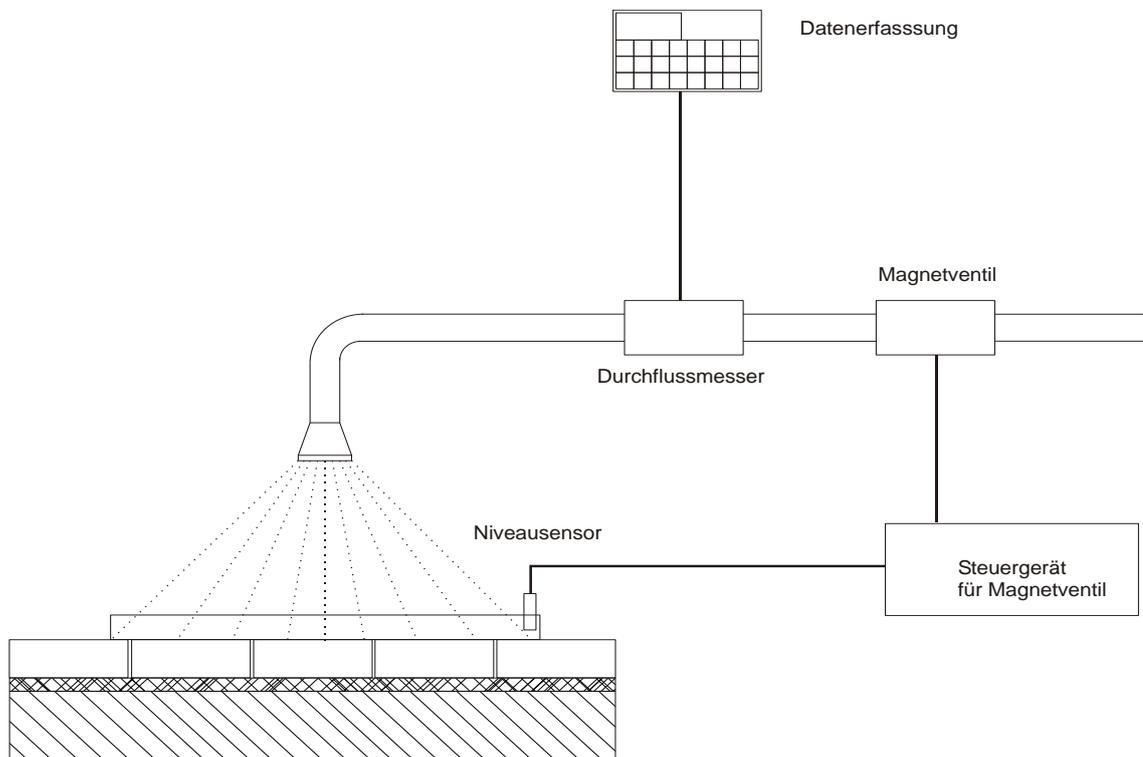 Datenerfasssung
Magnetventil
Durchflussmesser
Niveausensor
Steuergerät
für Magnetventil